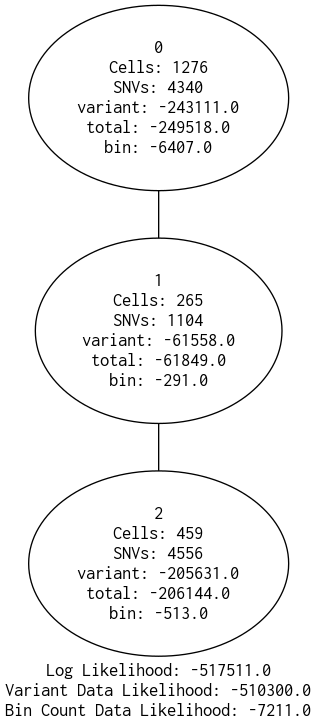 0
Cells: 1276
SNVs: 4340
variant: -243111.0
total: -249518.0
bin: -6407.0
1
Cells: 265
SNVs: 1104
variant: -61558.0
total: -61849.0
bin: -291.0
2
Cells: 459
SNVs: 4556
variant: -205631.0
total: -206144.0
bin: -513.0
Log Likelihood: -517511.0
Variant Data Likelihood: -510300.0
Bin Count Data Likelihood: -7211.0